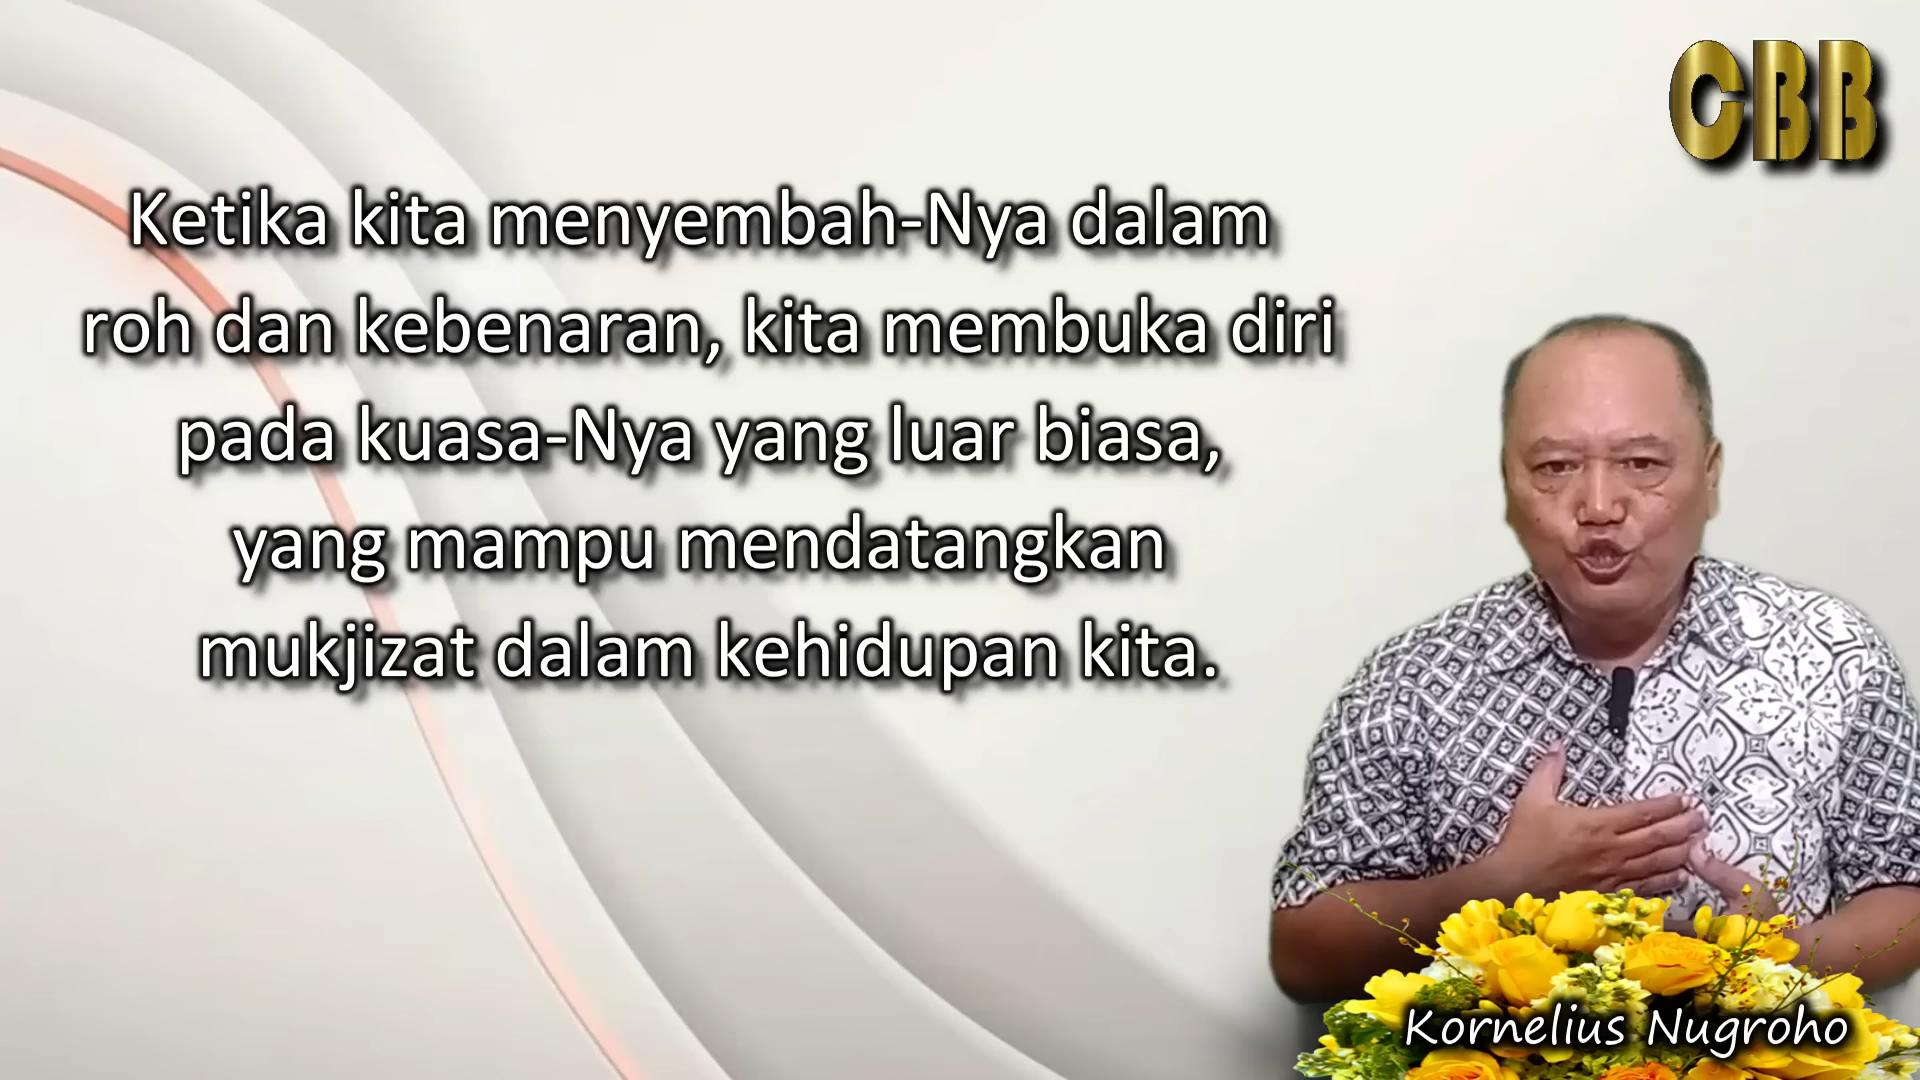 CBB
Ketika kita menyembah-Nya dalam
roh dan kebenaran, kita membuka diri
pada kuasa-Nya yang luar biasa,
yang mampu mendatangkan
mukjizat dalam kehidupan kita.
Kornelius Nugroho